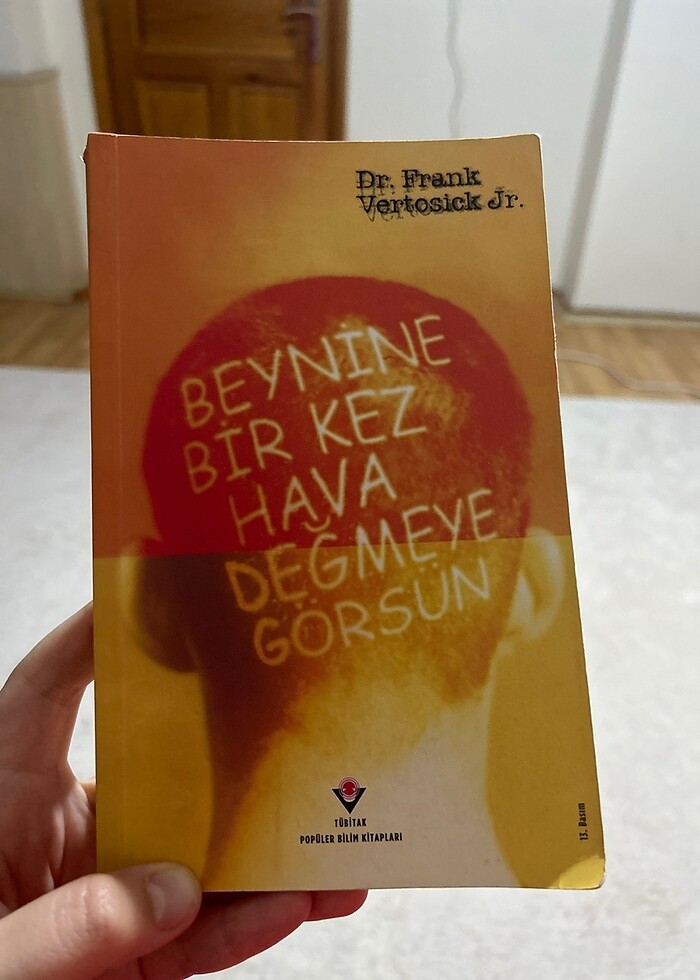 Dr. Frank
Vertosick Jr.
BEYNİNE
BİR KEZ
HAVA
DEĞMEYE
GÖRSÜN
TÜBİTAK
POPÜLER BİLİM KİTAPLARI
13. Basım